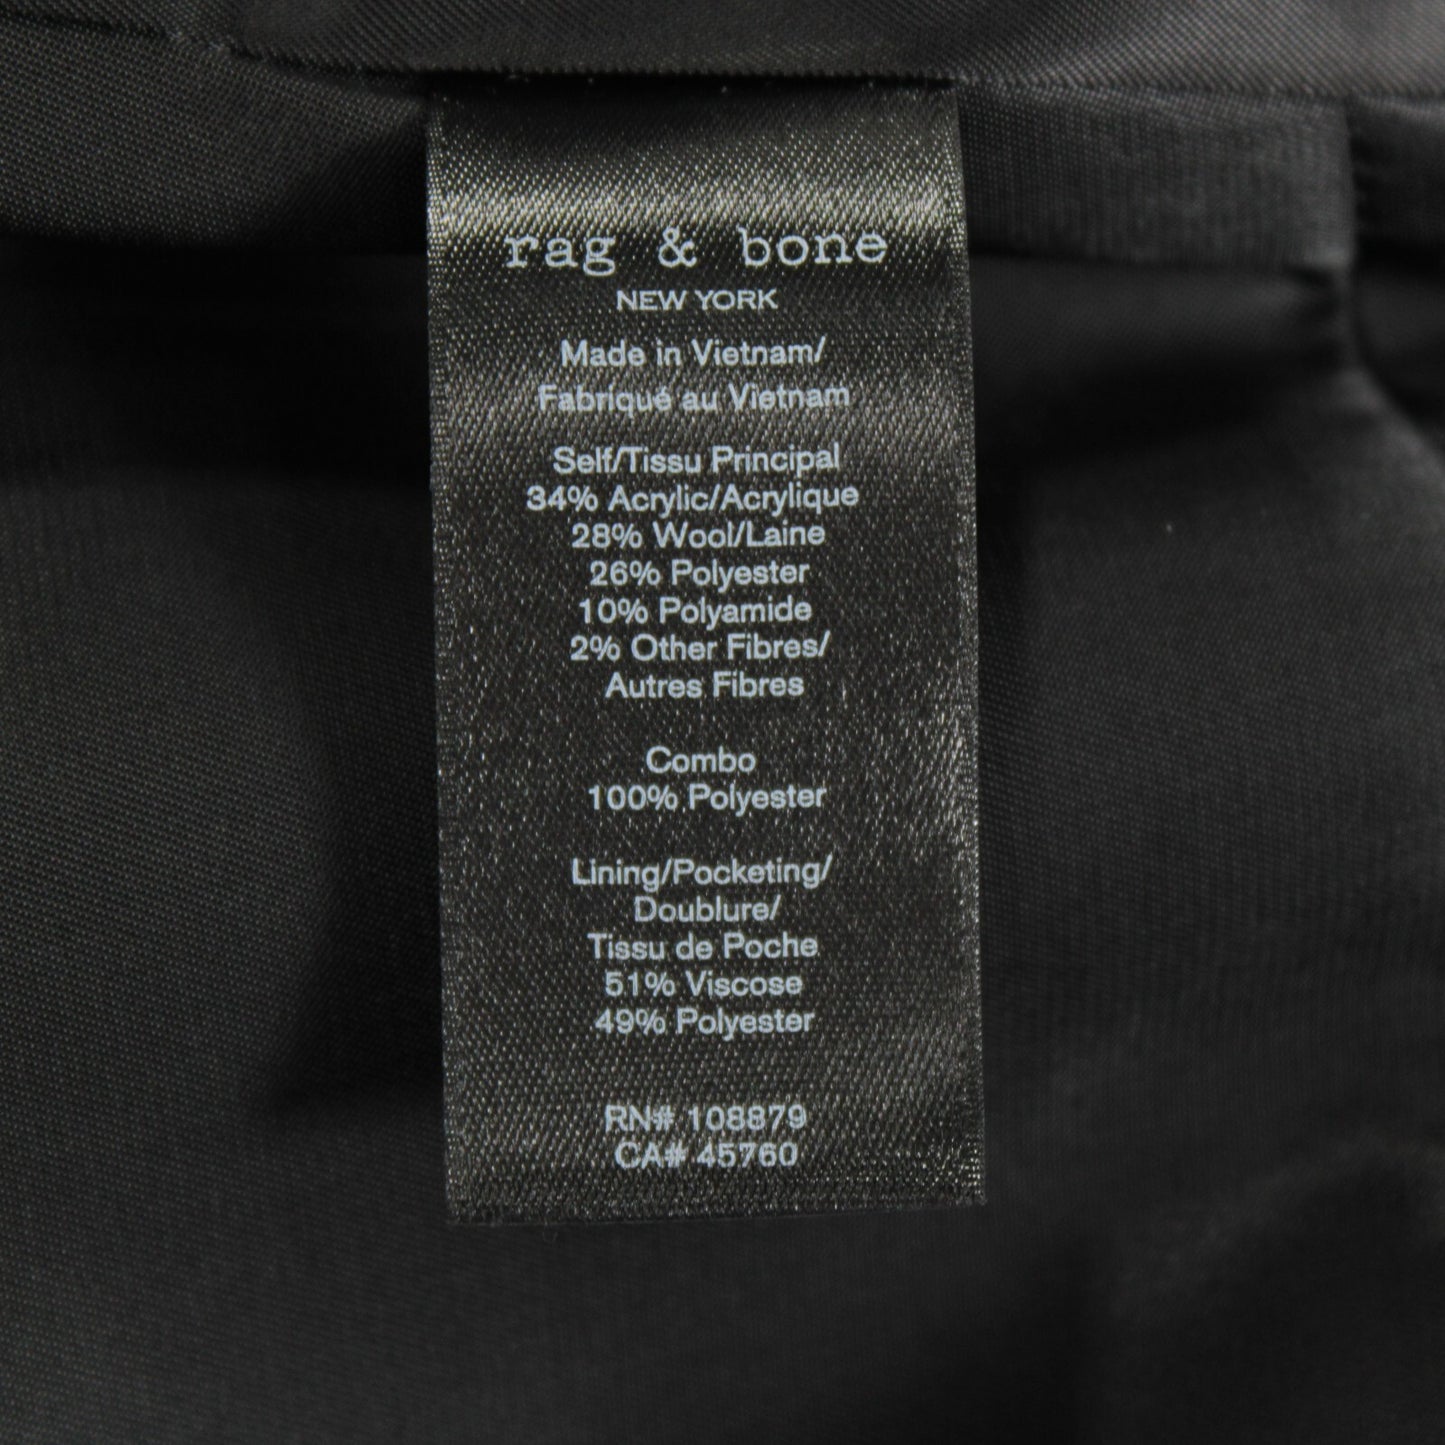 rag & bone
NEW YORK
Made in Vietnam/
Fabriqué au Vietnam
Self/Tissu Principal
34% Acrylic/Acrylique
28% Wool/Laine
26% Polyester
10% Polyamide
2% Other Fibres/
Autres Fibres
Combo
100% Polyester
Lining/Pocketing/
Doublure/
Tissu de Poche
51% Viscose
49% Polyester
RN# 108879
CA# 45760